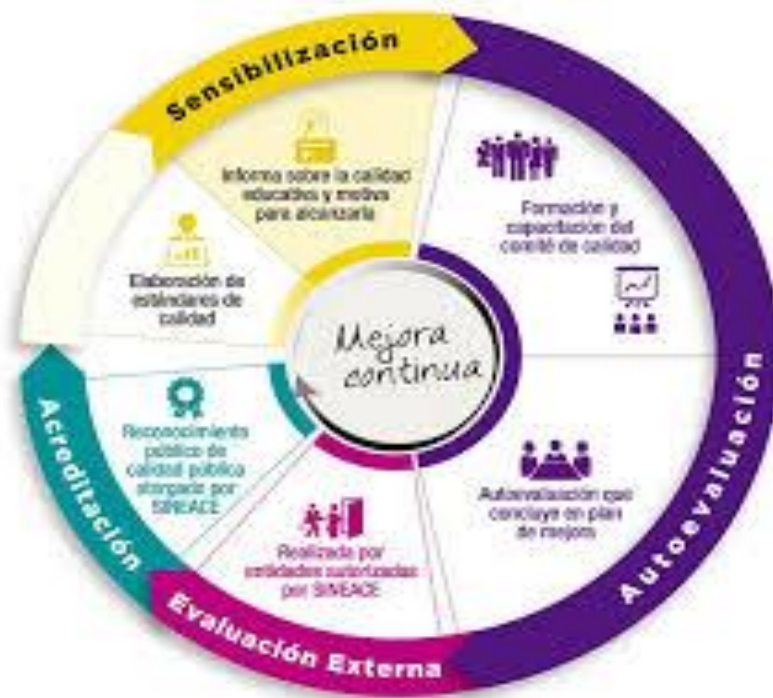 Sensibilización
Informa sobre la calidad
educativa y motiva
para alcanzarla
Elaboración de
estándares de
calidad
Formación y
capacitación del
comité de calidad
Autoevaluación
Autoevaluación que
concluye en plan
de mejora
Evaluación Externa
Realizada por
entidades autorizadas
por SINEACE
Acreditación
Reconocimiento
público de
calidad pública
otorgado por
SINEACE
Mejora
continua